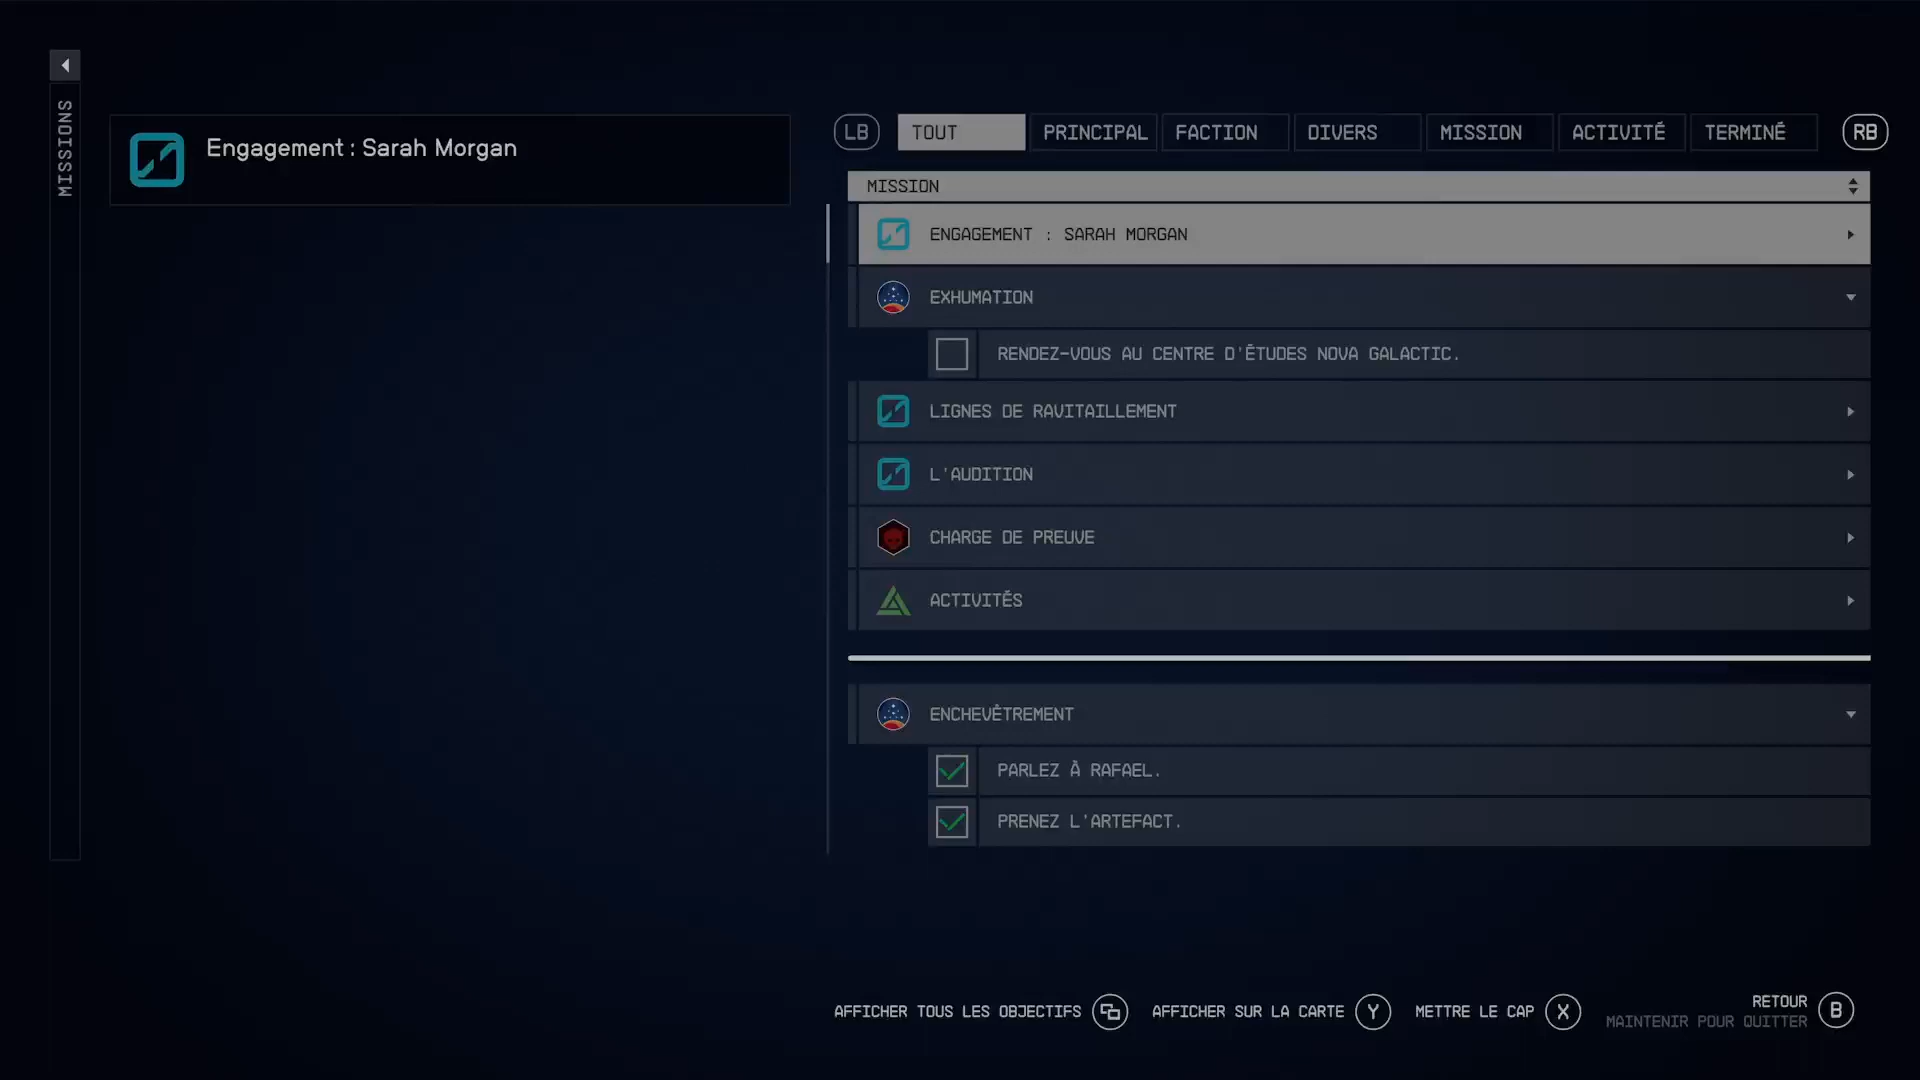 MISSIONS
Engagement : Sarah Morgan
LB
TOUT
PRINCIPAL
FACTION
DIVERS
MISSION
ACTIVITÉ
TERMINÉ
RB
MISSION
ENGAGEMENT : SARAH MORGAN
EXHUMATION
RENDEZ-VOUS AU CENTRE D'ÉTUDES NOVA GALACTIC.
LIGNES DE RAVITAILLEMENT
L'AUDITION
CHARGE DE PREUVE
ACTIVITÉS
ENCHEVÊTREMENT
PARLEZ À RAFAEL.
PRENEZ L'ARTEFACT.
AFFICHER TOUS LES OBJECTIFS
AFFICHER SUR LA CARTE Y
METTRE LE CAP X
RETOUR B
MAINTENIR POUR QUITTER